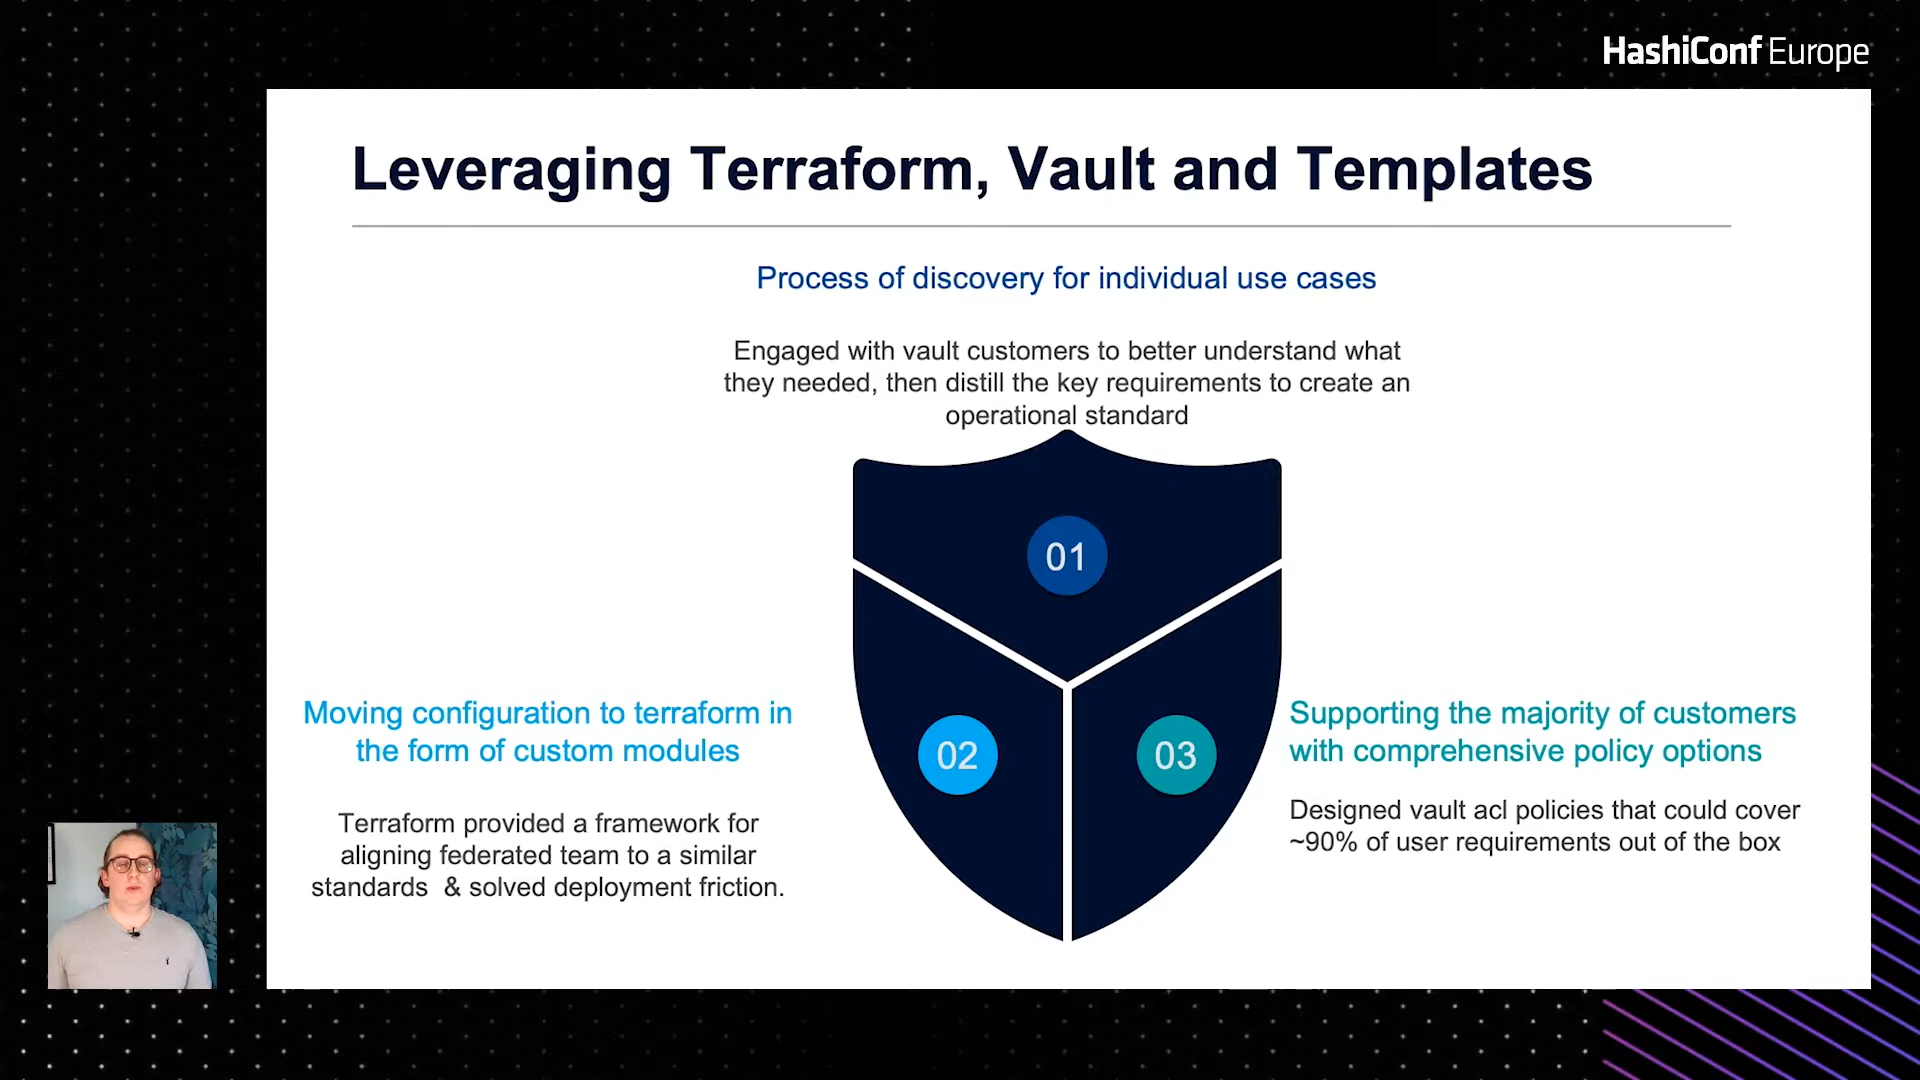 HashiConf Europe
Leveraging Terraform, Vault and Templates
Process of discovery for individual use cases
Engaged with vault customers to better understand what
they needed, then distill the key requirements to create an
operational standard
01
Moving configuration to terraform in
the form of custom modules
Terraform provided a framework for
aligning federated team to a similar
standards & solved deployment friction.
02
03
Supporting the majority of customers
with comprehensive policy options
Designed vault acl policies that could cover
~90% of user requirements out of the box